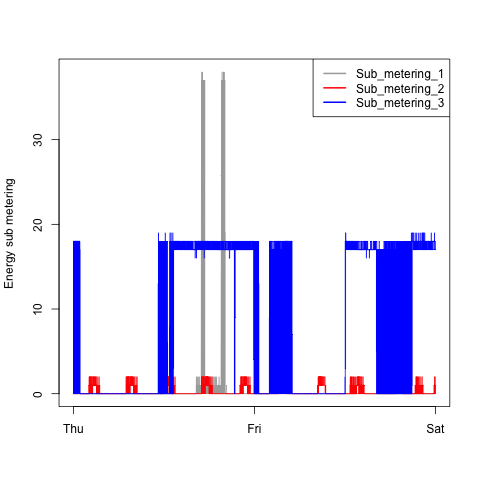 Sub_metering_1
Sub_metering_2
Sub_metering_3
Energy sub metering
30
20
10
0
Thu Fri Sat